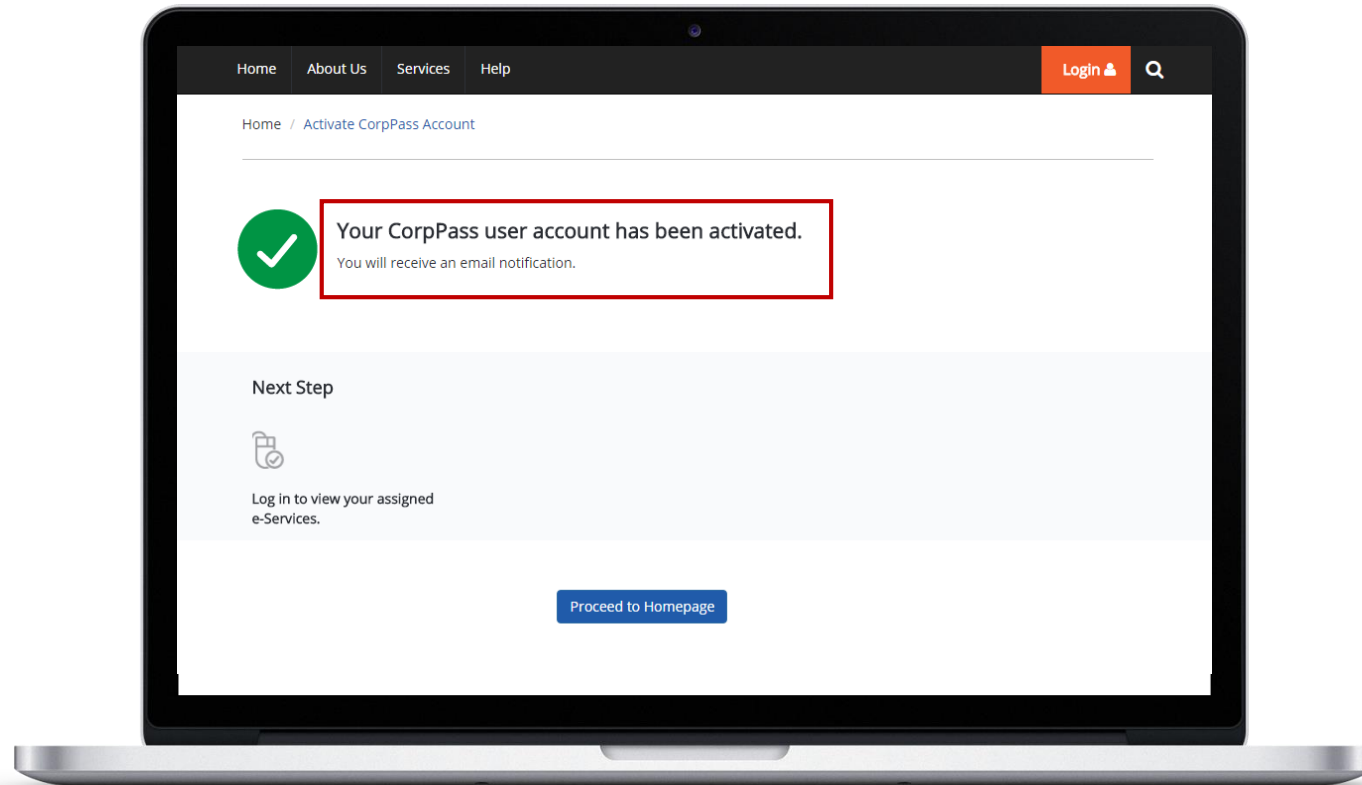 Home About Us Services Help Login
Home / Activate CorpPass Account
Your CorpPass user account has been activated.
You will receive an email notification.
Next Step
Log in to view your assigned
e-Services.
Proceed to Homepage